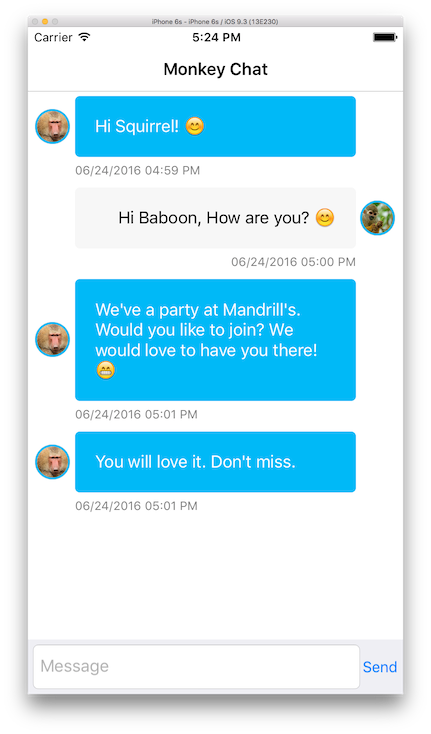 iPhone 6s - iPhone 6s / iOS 9.3 (13E230)
Carrier 5:24 PM
Monkey Chat
Hi Squirrel! 😊
06/24/2016 04:59 PM
Hi Baboon, How are you? 😊
06/24/2016 05:00 PM
We've a party at Mandrill's.
Would you like to join? We
would love to have you there!
😁
06/24/2016 05:01 PM
You will love it. Don't miss.
06/24/2016 05:01 PM
Message Send